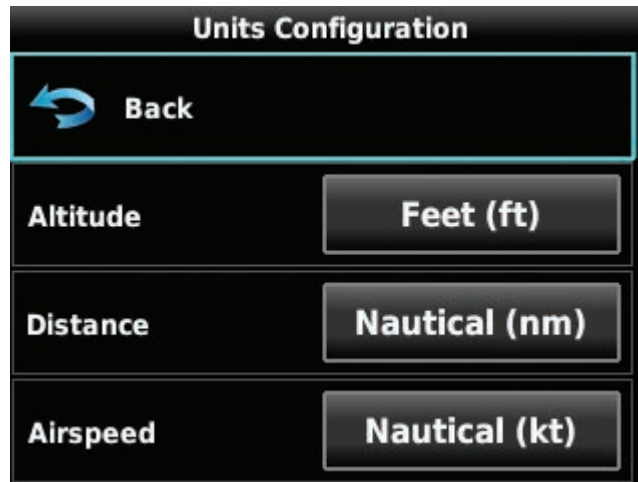 Units Configuration
Back
Altitude Feet (ft)
Distance Nautical (nm)
Airspeed Nautical (kt)